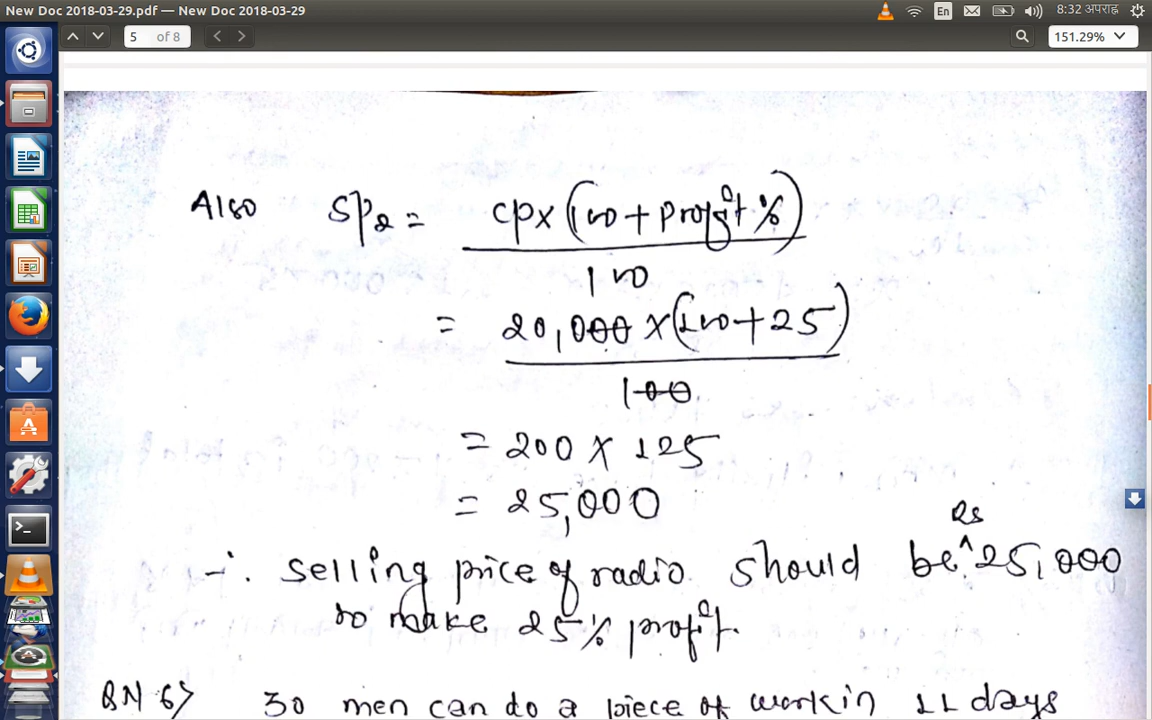 New Doc 2018-03-29.pdf — New Doc 2018-03-29
En
8:32 अपराह्न
5 of 8
151.29%
Also SP2 = CP x (100 + profit %)
100
= 20,000 x (100 + 25)
100
= 200 x 125
= 25,000
Rs
∴ Selling price of radio should be ^ 25,000
to make 25% profit.
QN 6> 30 men can do a piece of work in 11 days